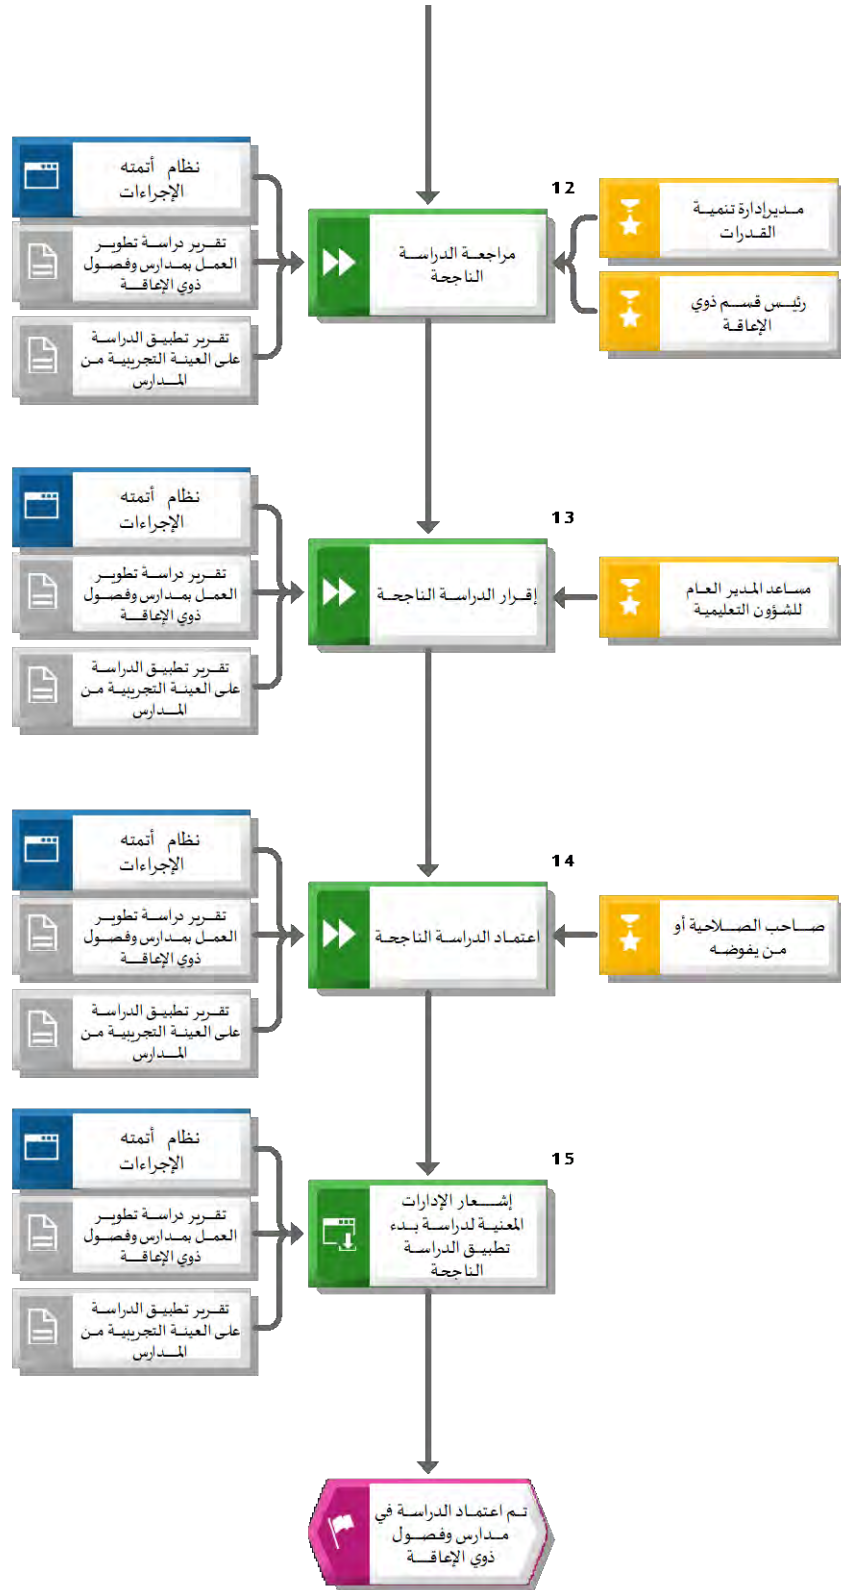 12
مدير إدارة تنمية
القدرات
رئيس قسم ذوي
الإعاقة
مراجعة الدراسة
الناجحة
نظام أتمته
الإجراءات
تقرير دراسة تطوير
العمل بمدارس وفصول
ذوي الإعاقة
تقرير تطبيق الدراسة
على العينة التجريبية من
المدارس
13
مساعد المدير العام
للشؤون التعليمية
إقرار الدراسة الناجحة
نظام أتمته
الإجراءات
تقرير دراسة تطوير
العمل بمدارس وفصول
ذوي الإعاقة
تقرير تطبيق الدراسة
على العينة التجريبية من
المدارس
14
صاحب الصلاحية أو
من يفوضه
اعتماد الدراسة الناجحة
نظام أتمته
الإجراءات
تقرير دراسة تطوير
العمل بمدارس وفصول
ذوي الإعاقة
تقرير تطبيق الدراسة
على العينة التجريبية من
المدارس
15
إشعار الإدارات
المعنية لدراسة بدء
تطبيق الدراسة
الناجحة
نظام أتمته
الإجراءات
تقرير دراسة تطوير
العمل بمدارس وفصول
ذوي الإعاقة
تقرير تطبيق الدراسة
على العينة التجريبية من
المدارس
تم اعتماد الدراسة في
مدارس وفصول
ذوي الإعاقة